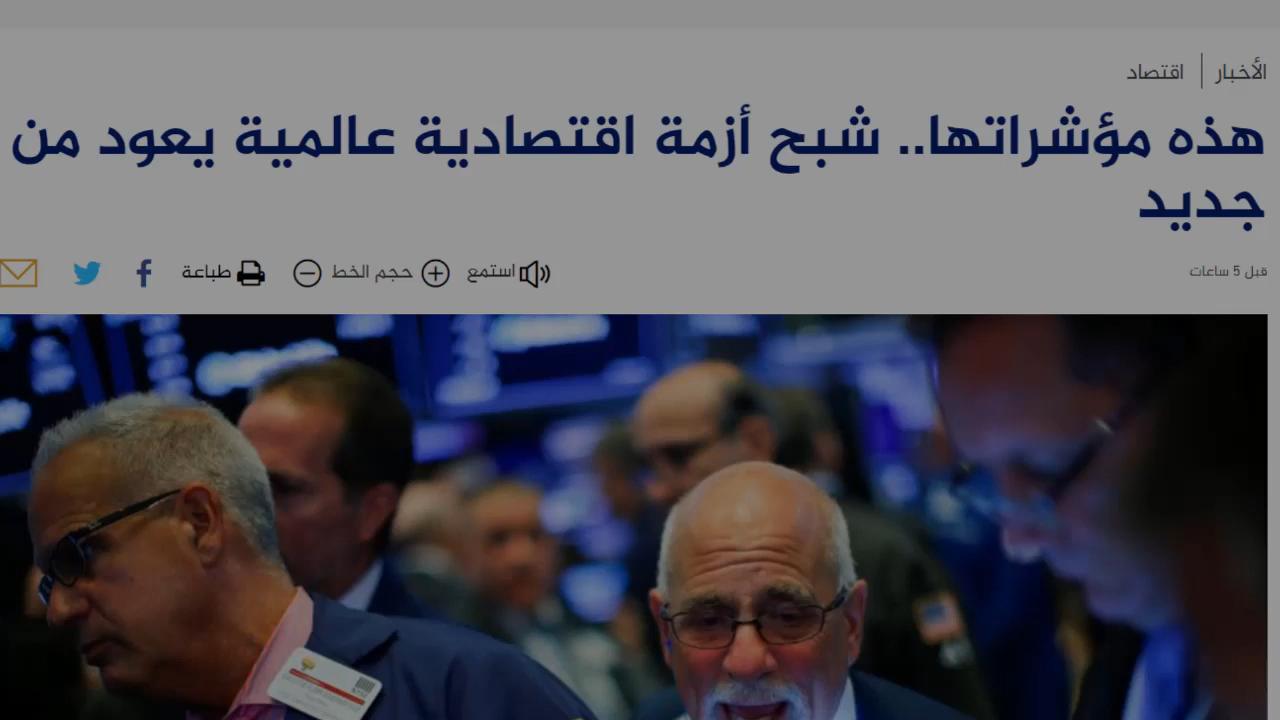 الأخبار | اقتصاد
هذه مؤشراتها.. شبح أزمة اقتصادية عالمية يعود من
جديد
قبل 5 ساعات
استمع
حجم الخط
طباعة